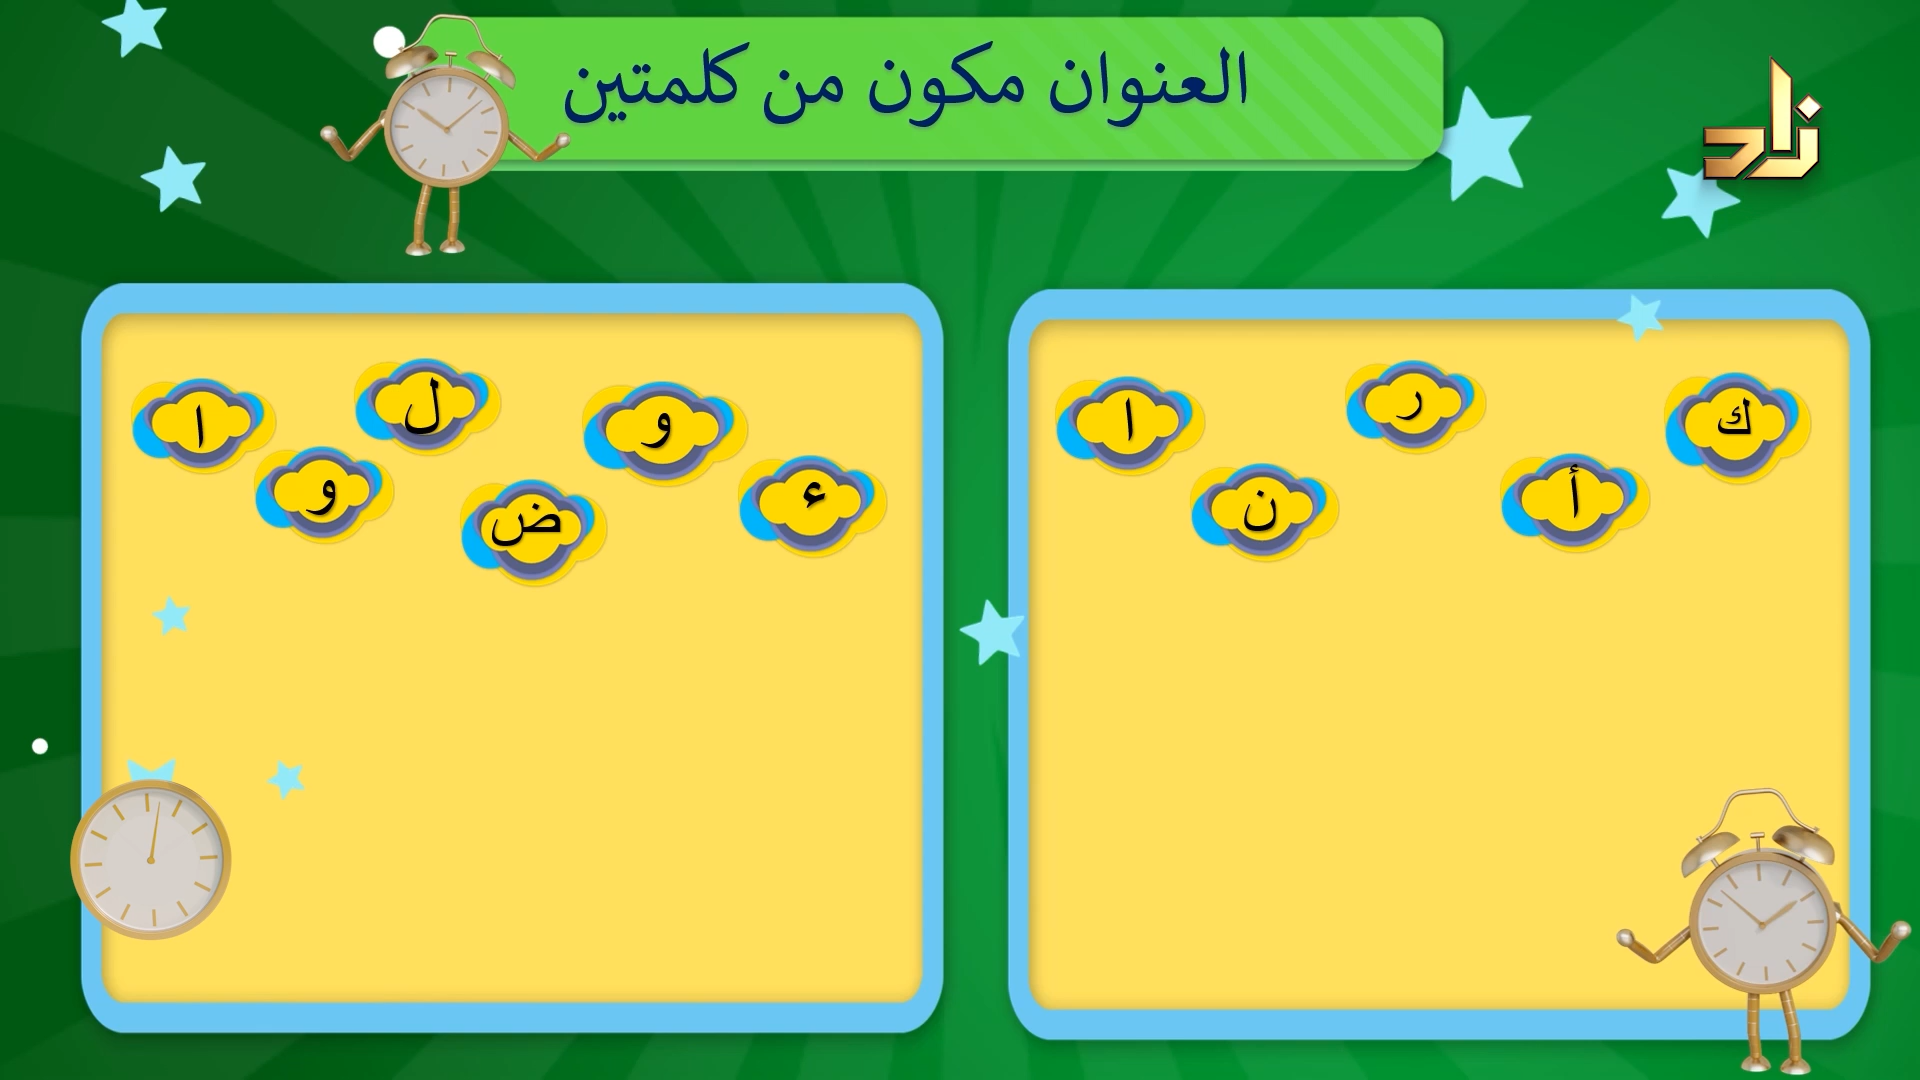 العنوان مكون من كلمتين
زاد
ك أ ر ن ا
ء و ض ل و ا